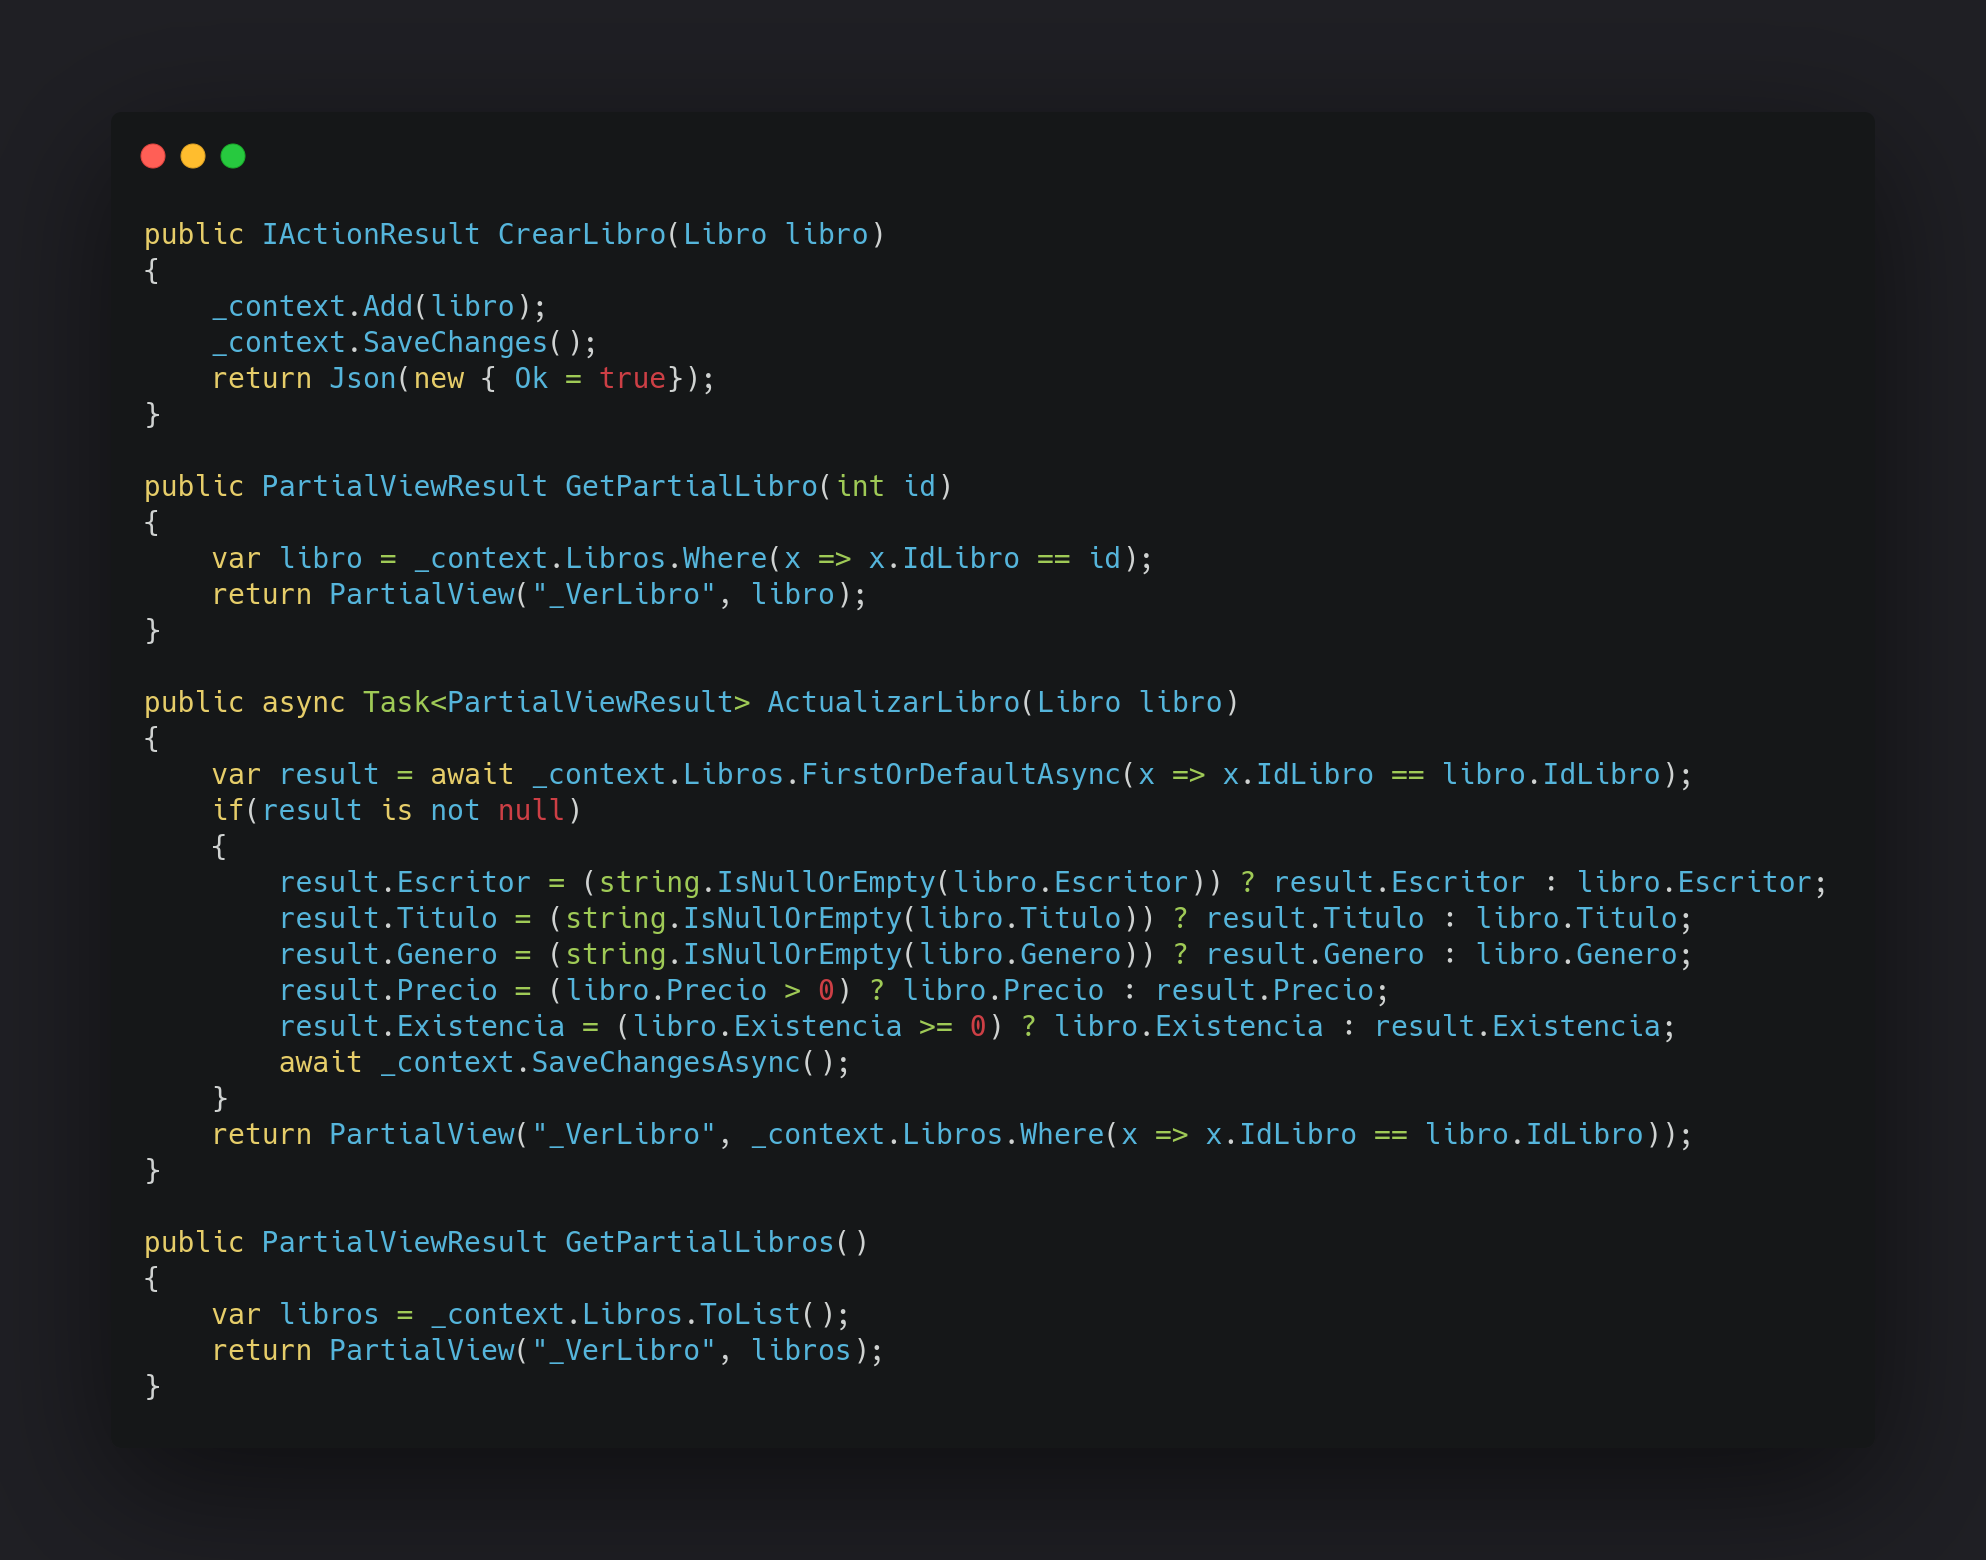 public IActionResult CrearLibro(Libro libro)
{
    _context.Add(libro);
    _context.SaveChanges();
    return Json(new { Ok = true});
}

public PartialViewResult GetPartialLibro(int id)
{
    var libro = _context.Libros.Where(x => x.IdLibro == id);
    return PartialView("_VerLibro", libro);
}

public async Task<PartialViewResult> ActualizarLibro(Libro libro)
{
    var result = await _context.Libros.FirstOrDefaultAsync(x => x.IdLibro == libro.IdLibro);
    if(result is not null)
    {
        result.Escritor = (string.IsNullOrEmpty(libro.Escritor)) ? result.Escritor : libro.Escritor;
        result.Titulo = (string.IsNullOrEmpty(libro.Titulo)) ? result.Titulo : libro.Titulo;
        result.Genero = (string.IsNullOrEmpty(libro.Genero)) ? result.Genero : libro.Genero;
        result.Precio = (libro.Precio > 0) ? libro.Precio : result.Precio;
        result.Existencia = (libro.Existencia >= 0) ? libro.Existencia : result.Existencia;
        await _context.SaveChangesAsync();
    }
    return PartialView("_VerLibro", _context.Libros.Where(x => x.IdLibro == libro.IdLibro));
}

public PartialViewResult GetPartialLibros()
{
    var libros = _context.Libros.ToList();
    return PartialView("_VerLibro", libros);
}